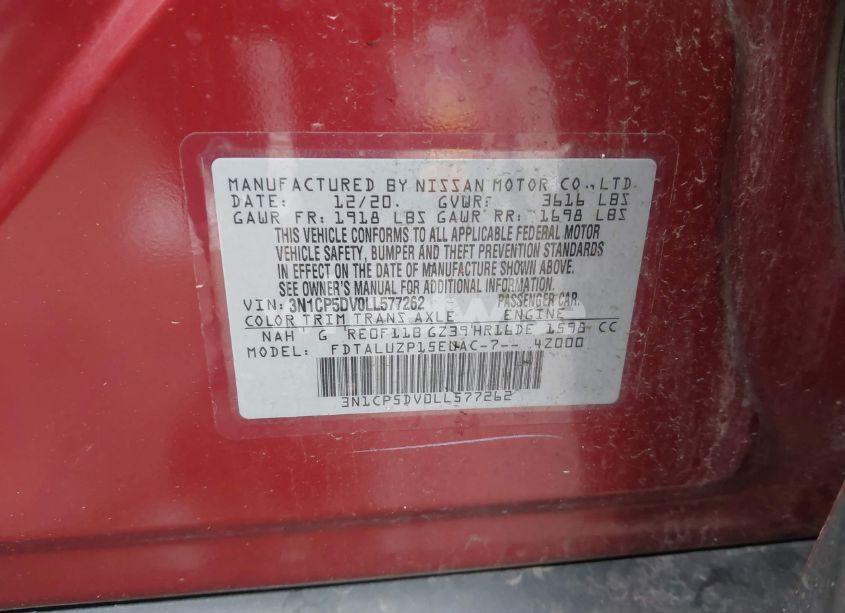 MANUFACTURED BY NISSAN MOTOR CO.,LTD.
DATE: 12/20. GVWR: 3616 LBS
GAWR FR: 1918 LBS GAWR RR: 1698 LBS
THIS VEHICLE CONFORMS TO ALL APPLICABLE FEDERAL MOTOR
VEHICLE SAFETY, BUMPER AND THEFT PREVENTION STANDARDS
IN EFFECT ON THE DATE OF MANUFACTURE SHOWN ABOVE.
SEE OWNER'S MANUAL FOR ADDITIONAL INFORMATION.
VIN: 3N1CP5DV0LL577262 PASSENGER CAR.
COLOR TRIM TRANS AXLE ENGINE
NAH G RE0F11B GZ39 HR16DE 1598 CC
MODEL: FDTALUZP15EUAC-7-- 4Z000
3N1CP5DV0LL577262